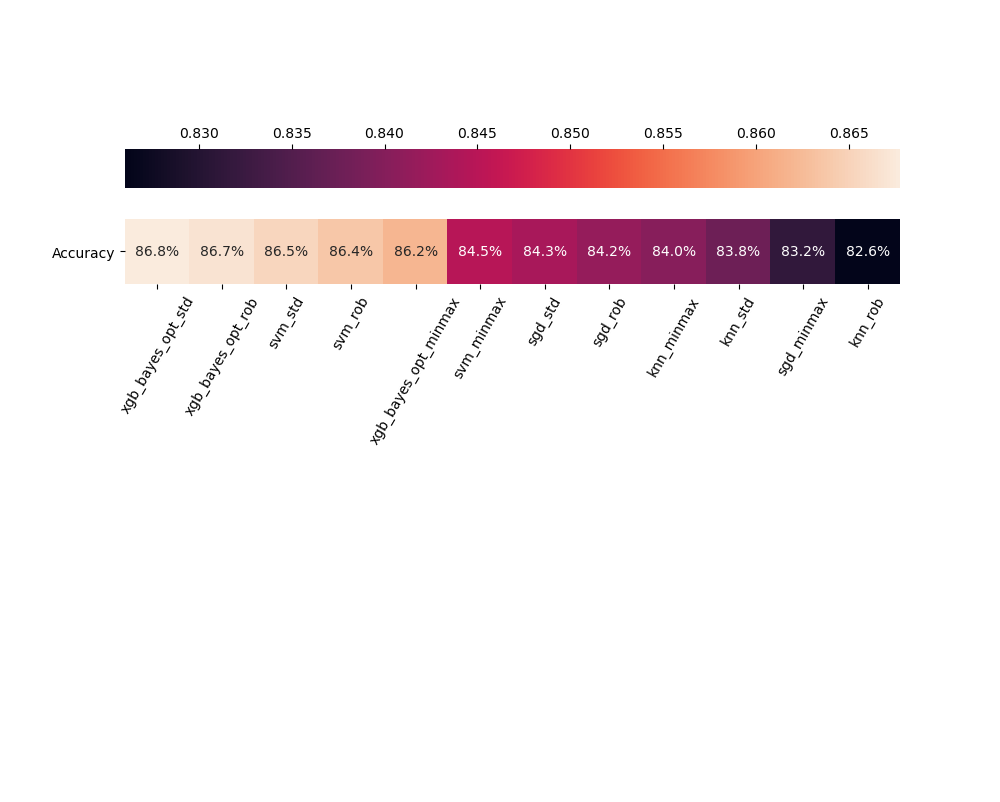 0.830 0.835 0.840 0.845 0.850 0.855 0.860 0.865
Accuracy 86.8% 86.7% 86.5% 86.4% 86.2% 84.5% 84.3% 84.2% 84.0% 83.8% 83.2% 82.6%
xgb_bayes_opt_std
xgb_bayes_opt_rob
svm_std
svm_rob
xgb_bayes_opt_minmax
svm_minmax
sgd_std
sgd_rob
knn_minmax
knn_std
sgd_minmax
knn_rob